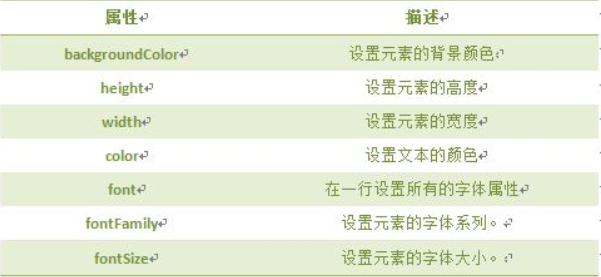 属性 描述
backgroundColor 设置元素的背景颜色
height 设置元素的高度
width 设置元素的宽度
color 设置文本的颜色
font 在一行设置所有的字体属性
fontFamily 设置元素的字体系列。
fontSize 设置元素的字体大小。